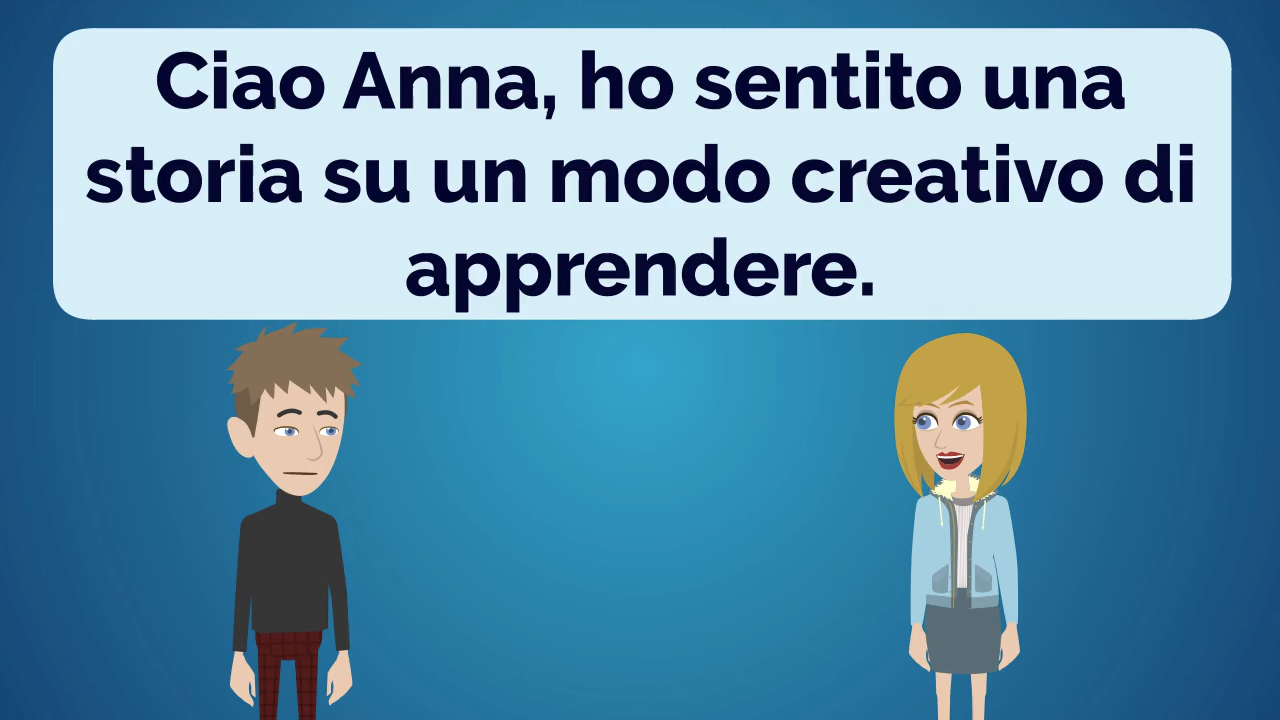 Ciao Anna, ho sentito una
storia su un modo creativo di
apprendere.